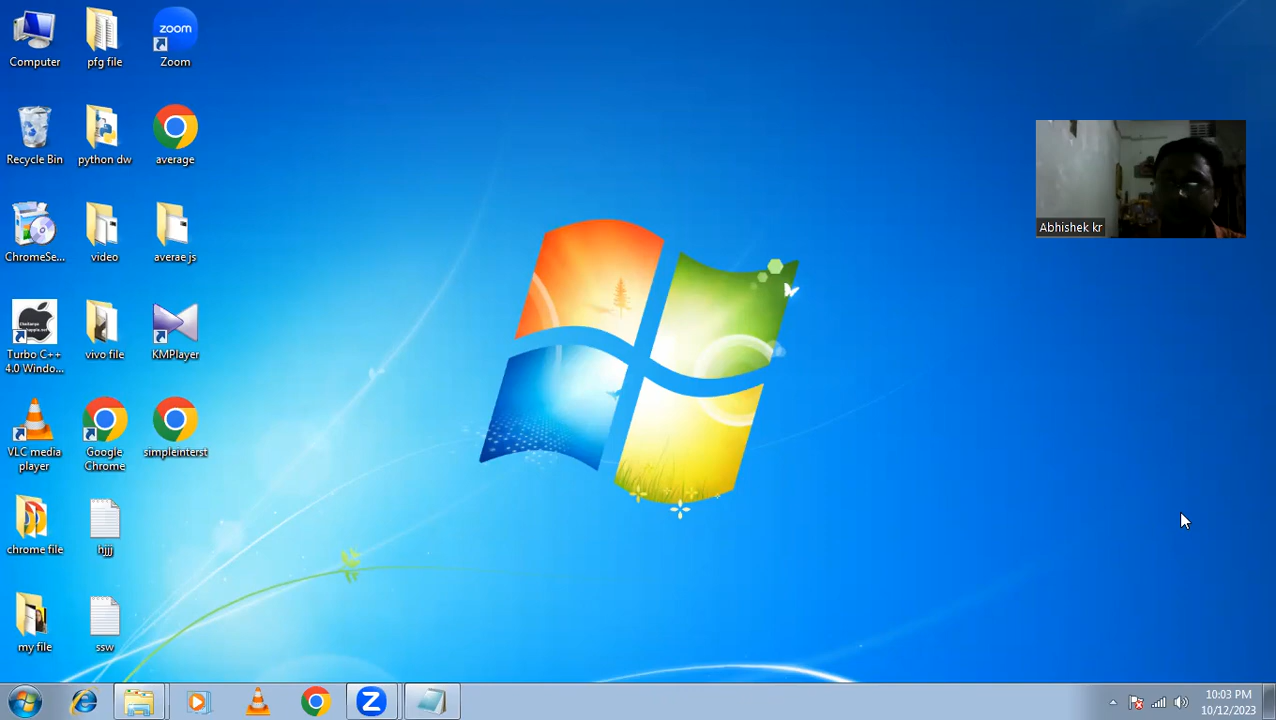 Computer
pfg file
zoom
Zoom
Recycle Bin
python dw
average
ChromeSe...
video
averae js
Turbo C++
4.0 Windo...
vivo file
KMPlayer
VLC media
player
Google
Chrome
simpleinterst
chrome file
hjjj
my file
ssw
Abhishek kr
10:03 PM
10/12/2023